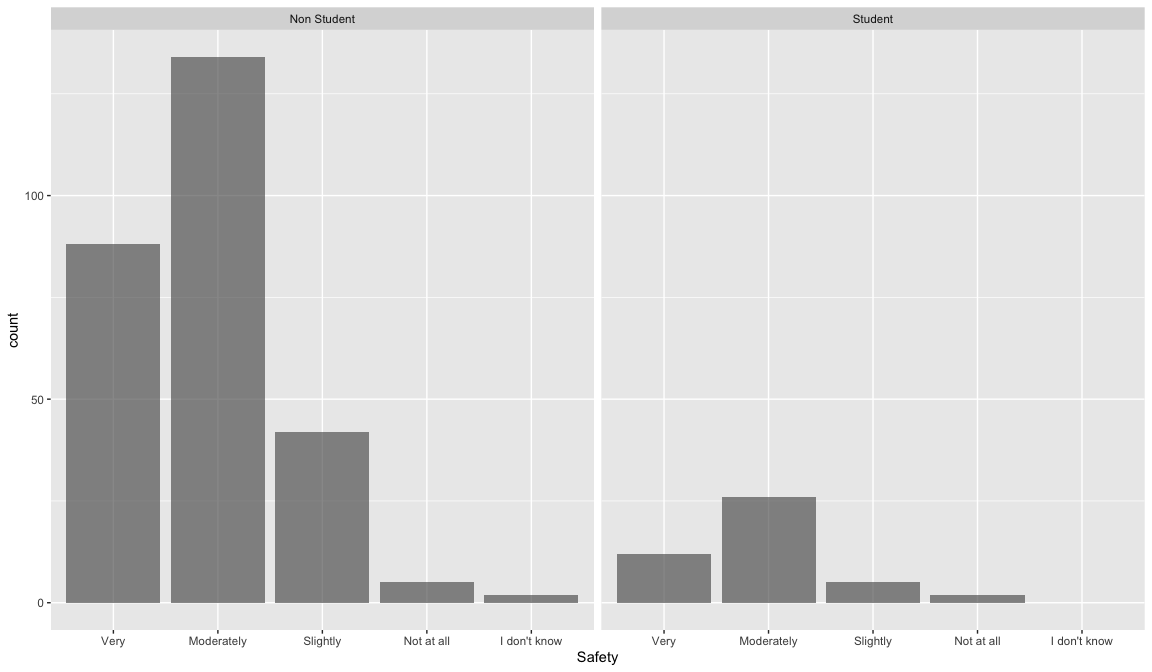 Non Student
Student
count
100
50
0
Very Moderately Slightly Not at all I don't know
Very Moderately Slightly Not at all I don't know
Safety